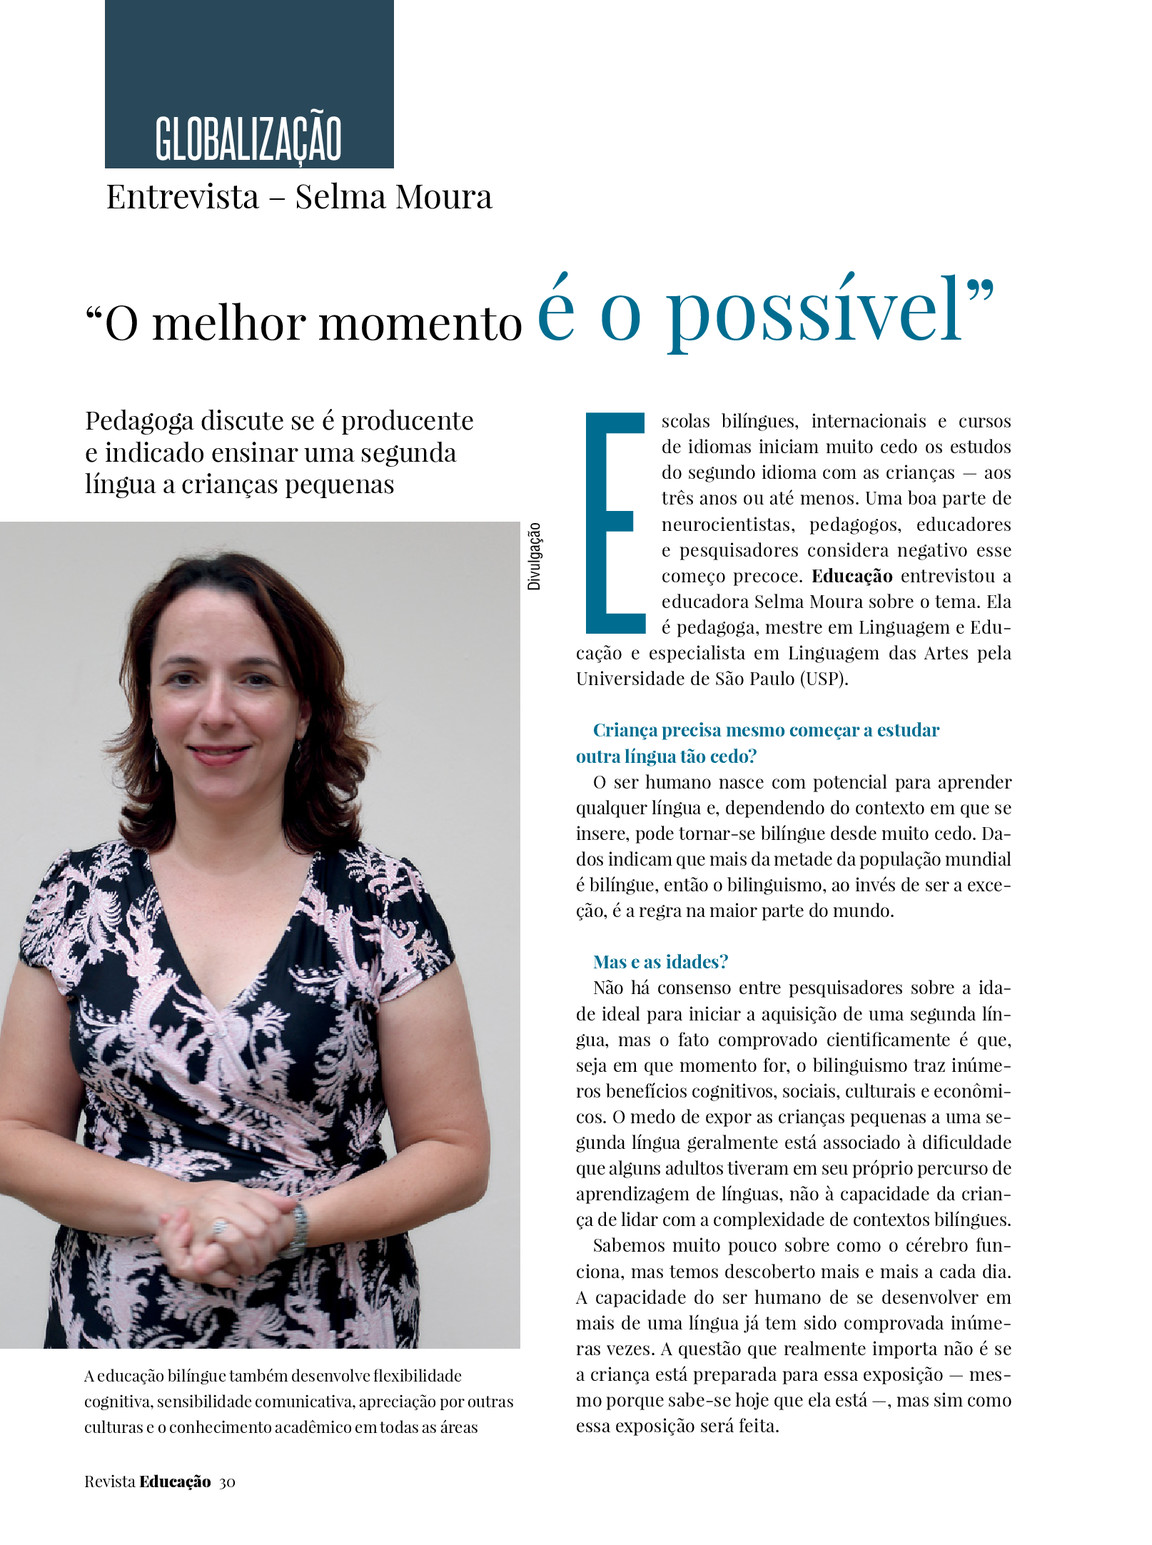 GLOBALIZAÇÃO
Entrevista – Selma Moura
“O melhor momento é o possível”
Pedagoga discute se é producente
e indicado ensinar uma segunda
língua a crianças pequenas
Divulgação
A educação bilíngue também desenvolve flexibilidade
cognitiva, sensibilidade comunicativa, apreciação por outras
culturas e o conhecimento acadêmico em todas as áreas
Escolas bilíngues, internacionais e cursos
de idiomas iniciam muito cedo os estudos
do segundo idioma com as crianças — aos
três anos ou até menos. Uma boa parte de
neurocientistas, pedagogos, educadores
e pesquisadores considera negativo esse
começo precoce. Educação entrevistou a
educadora Selma Moura sobre o tema. Ela
é pedagoga, mestre em Linguagem e Edu-
cação e especialista em Linguagem das Artes pela
Universidade de São Paulo (USP).
Criança precisa mesmo começar a estudar
outra língua tão cedo?
O ser humano nasce com potencial para aprender
qualquer língua e, dependendo do contexto em que se
insere, pode tornar-se bilíngue desde muito cedo. Da-
dos indicam que mais da metade da população mundial
é bilíngue, então o bilinguismo, ao invés de ser a exce-
ção, é a regra na maior parte do mundo.
Mas e as idades?
Não há consenso entre pesquisadores sobre a ida-
de ideal para iniciar a aquisição de uma segunda lín-
gua, mas o fato comprovado cientificamente é que,
seja em que momento for, o bilinguismo traz inúme-
ros benefícios cognitivos, sociais, culturais e econômi-
cos. O medo de expor as crianças pequenas a uma se-
gunda língua geralmente está associado à dificuldade
que alguns adultos tiveram em seu próprio percurso de
aprendizagem de línguas, não à capacidade da crian-
ça de lidar com a complexidade de contextos bilíngues.
Sabemos muito pouco sobre como o cérebro fun-
ciona, mas temos descoberto mais e mais a cada dia.
A capacidade do ser humano de se desenvolver em
mais de uma língua já tem sido comprovada inúme-
ras vezes. A questão que realmente importa não é se
a criança está preparada para essa exposição — mes-
mo porque sabe-se hoje que ela está —, mas sim como
essa exposição será feita.
Revista Educação 30